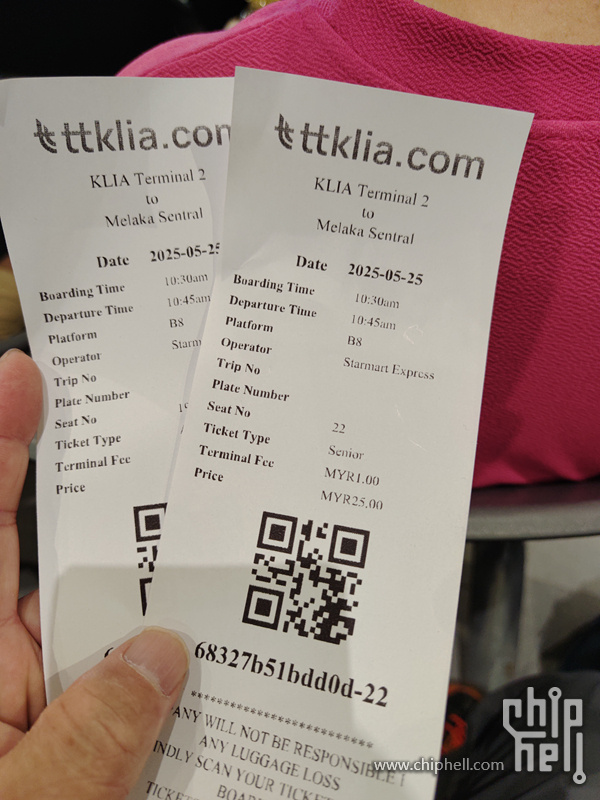 ttklia.com
KLIA Terminal 2
to
Melaka Sentral
Date 2025-05-25
Boarding Time 10:30am
Departure Time 10:45am
Platform B8
Operator
Trip No
Plate Number
Seat No
Ticket Type
Terminal Fee
Price
ttklia.com
KLIA Terminal 2
to
Melaka Sentral
Date 2025-05-25
Boarding Time 10:30am
Departure Time 10:45am
Platform B8
Operator Starmart Express
Trip No
Plate Number
Seat No 22
Ticket Type Senior
Terminal Fee MYR1.00
Price MYR25.00
68327b51bdd0d-22
************************
ANY WILL NOT BE RESPONSIBLE
ANY LUGGAGE LOSS
INDLY SCAN YOUR TICKE
BOAR
TICKET
www.chiphell.com
chip
hell